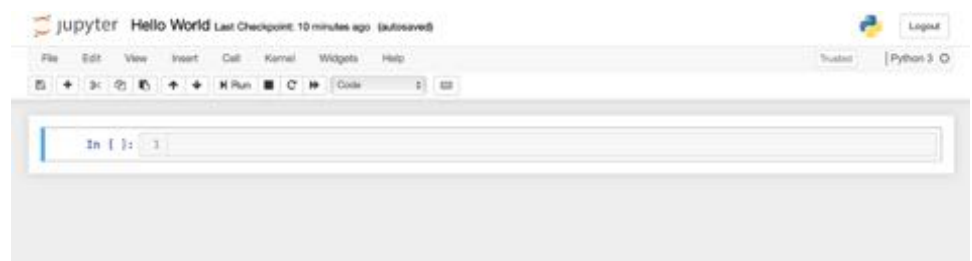 jupyter Hello World Last Checkpoint: 10 minutes ago (autosaved) Logout
File Edit View Insert Cell Kernel Widgets Help Trusted Python 3
Run Code
In [ ]: 1